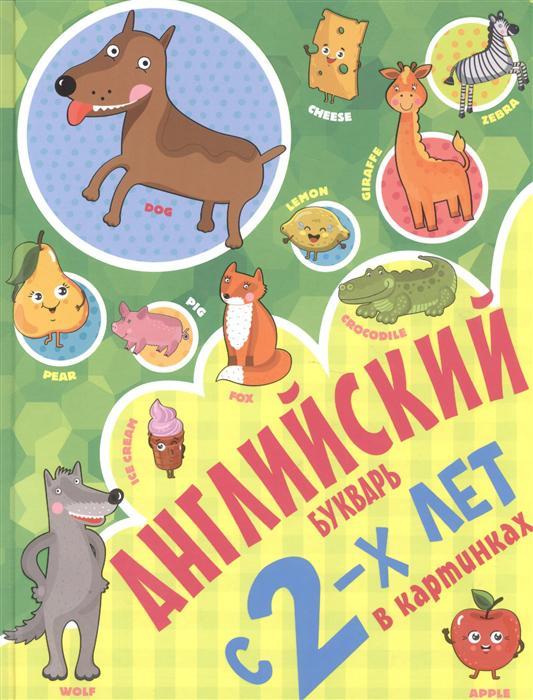 CHEESE
ZEBRA
GIRAFFE
DOG
LEMON
PIG
CROCODILE
PEAR
FOX
ICE CREAM
АНГЛИЙСКИЙ
БУКВАРЬ
С 2-Х ЛЕТ
В КАРТИНКАХ
WOLF
APPLE